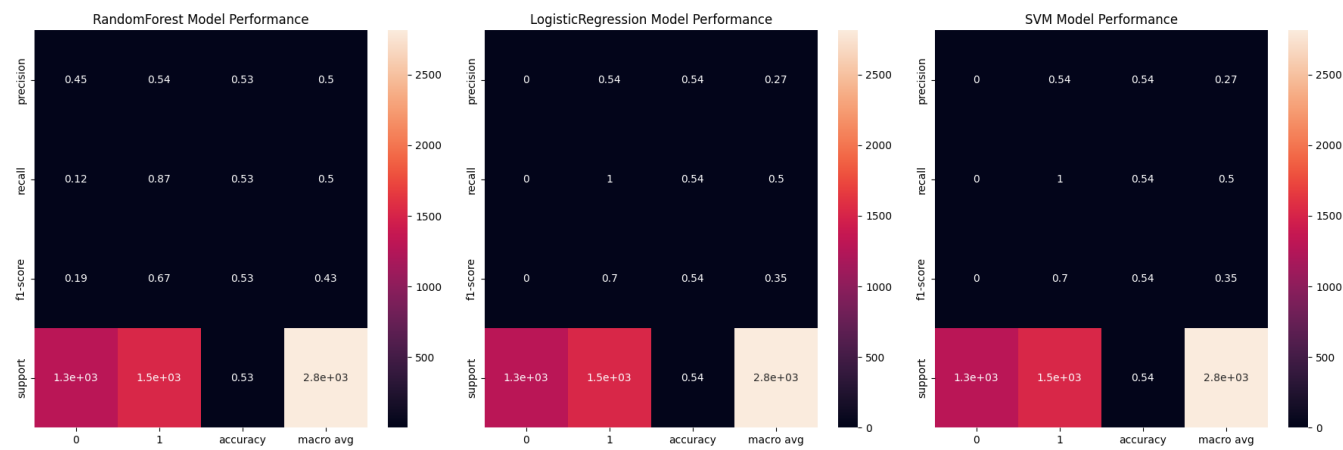 RandomForest Model Performance
precision 0.45 0.54 0.53 0.5
recall 0.12 0.87 0.53 0.5
f1-score 0.19 0.67 0.53 0.43
support 1.3e+03 1.5e+03 0.53 2.8e+03
0 1 accuracy macro avg
2500
2000
1500
1000
500
LogisticRegression Model Performance
precision 0 0.54 0.54 0.27
recall 0 1 0.54 0.5
f1-score 0 0.7 0.54 0.35
support 1.3e+03 1.5e+03 0.54 2.8e+03
0 1 accuracy macro avg
2500
2000
1500
1000
500
0
SVM Model Performance
precision 0 0.54 0.54 0.27
recall 0 1 0.54 0.5
f1-score 0 0.7 0.54 0.35
support 1.3e+03 1.5e+03 0.54 2.8e+03
0 1 accuracy macro avg
2500
2000
1500
1000
500
0